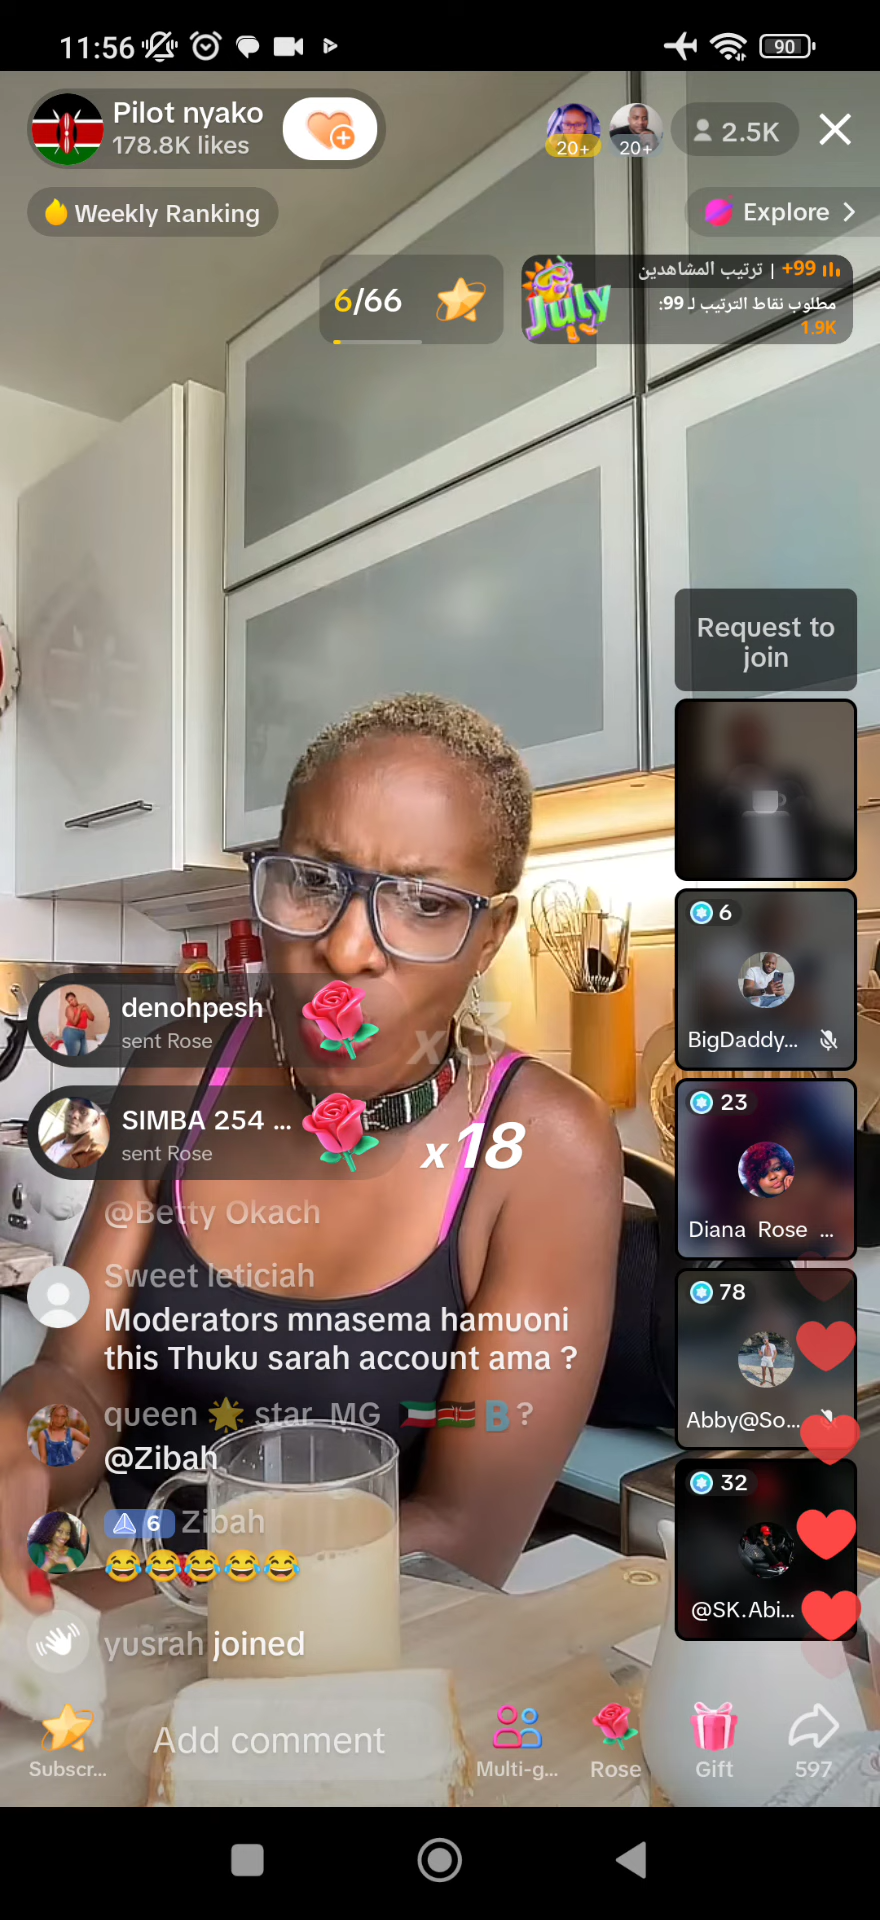 11:56
90
Pilot nyako
178.8K likes
20+
20+
2.5K
Weekly Ranking
Explore
6/66
July
ترتيب المشاهدين | +99
مطلوب نقاط الترتيب لـ 99:
1.9K
Request to
join
6
BigDaddy...
23
Diana Rose ...
78
Abby@So...
32
@SK.Abi...
denohpesh
sent Rose
x3
SIMBA 254 ...
sent Rose
x18
@Betty Okach
Sweet leticiah
Moderators mnasema hamuoni
this Thuku sarah account ama ?
queen 🌟 star MG 🇰🇼🇰🇪🅱?
@Zibah
6 Zibah
😂😂😂😂😂
yusrah joined
Subscr...
Add comment
Multi-g...
Rose
Gift
597